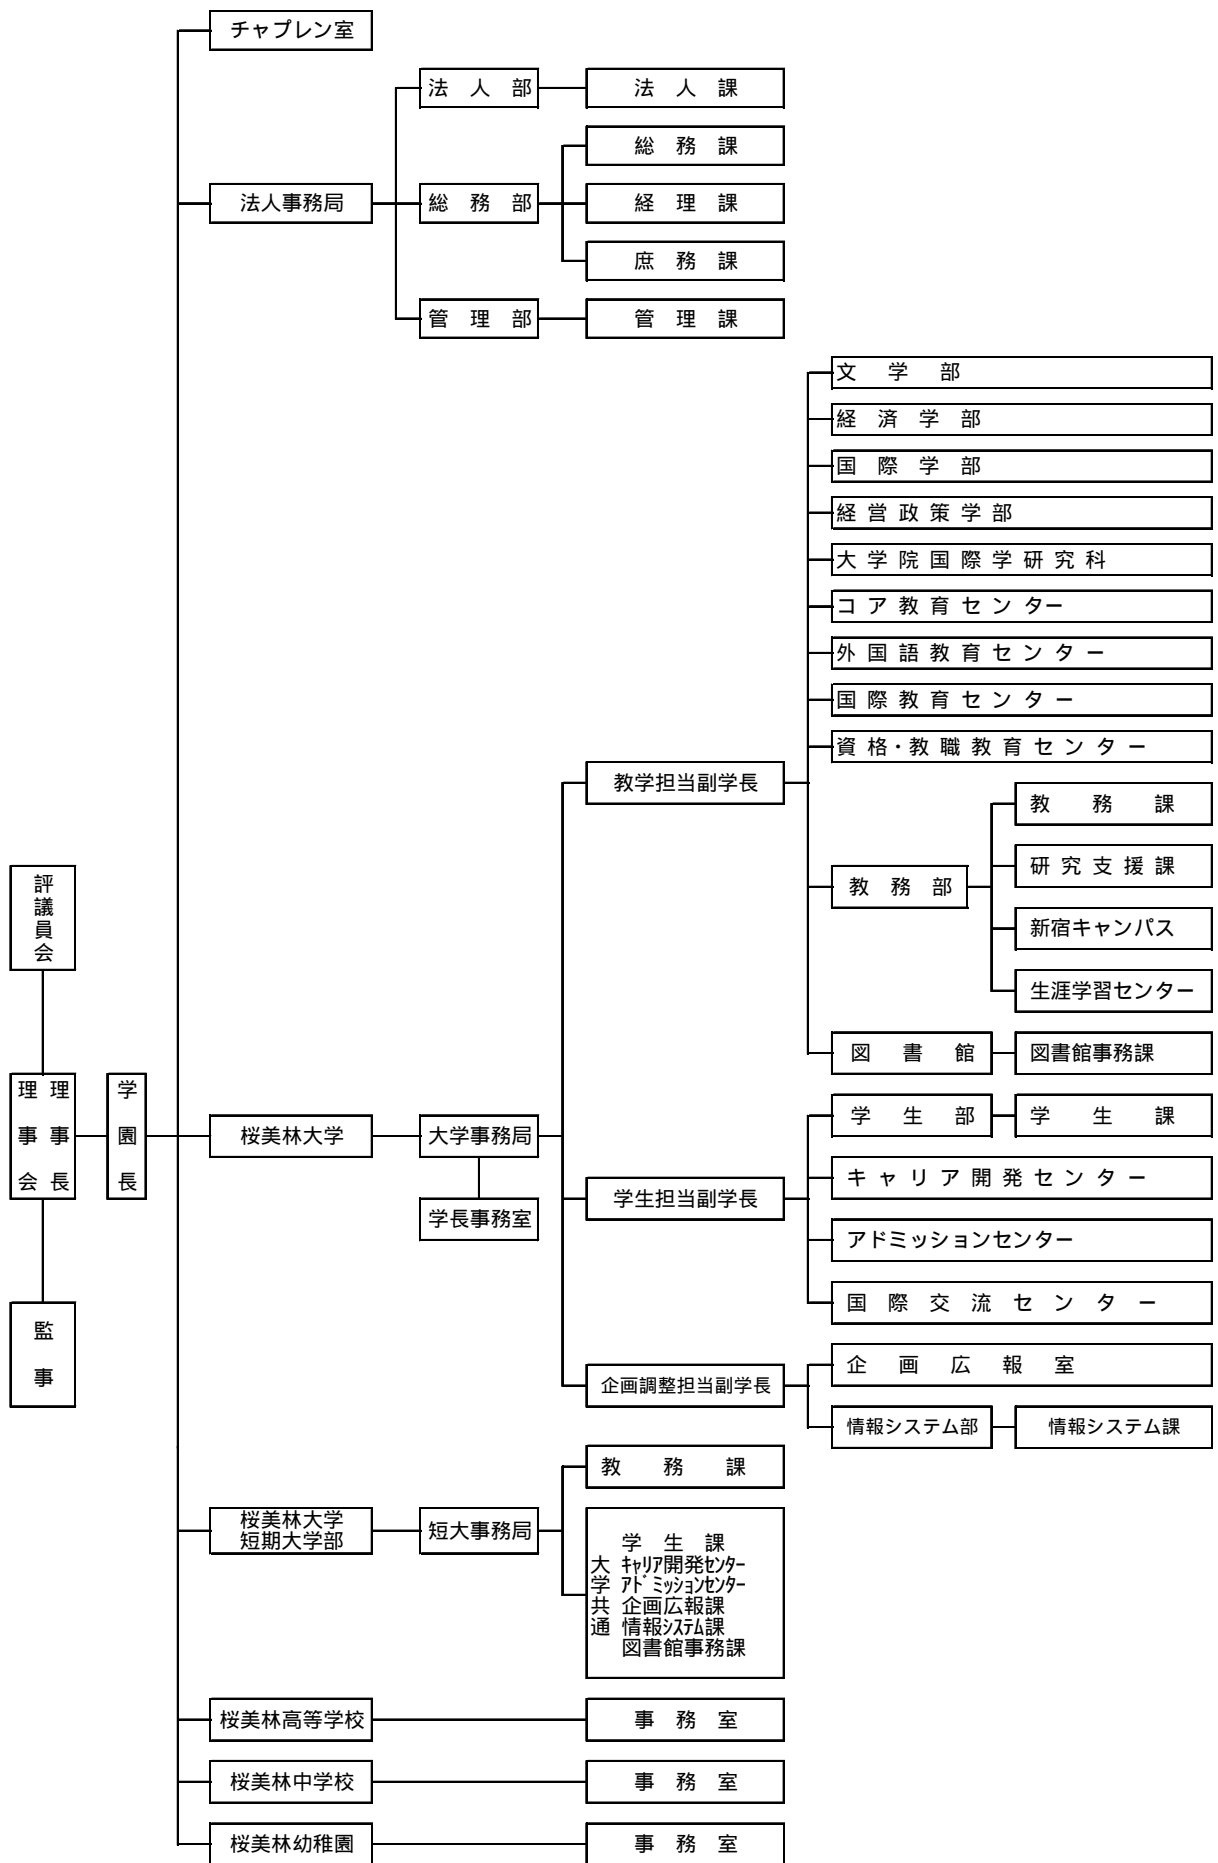 チャプレン室
法人部
法人課
総務課
法人事務局
総務部
経理課
庶務課
管理部
管理課
文学部
経済学部
国際学部
経営政策学部
大学院国際学研究科
コア教育センター
外国語教育センター
国際教育センター
資格・教職教育センター
教学担当副学長
教務課
研究支援課
教務部
新宿キャンパス
生涯学習センター
図書館
図書館事務課
評議員会
理事会
理事長
学園長
監事
桜美林大学
大学事務局
学長事務室
学生部
学生課
学生担当副学長
キャリア開発センター
アドミッションセンター
国際交流センター
企画調整担当副学長
企画広報室
情報システム部
情報システム課
桜美林大学
短期大学部
短大事務局
教務課
大学共通
学生課
ｷｬﾘｱ開発ｾﾝﾀｰ
ｱﾄﾞﾐｯｼｮﾝｾﾝﾀｰ
企画広報課
情報ｼｽﾃﾑ課
図書館事務課
桜美林高等学校
事務室
桜美林中学校
事務室
桜美林幼稚園
事務室